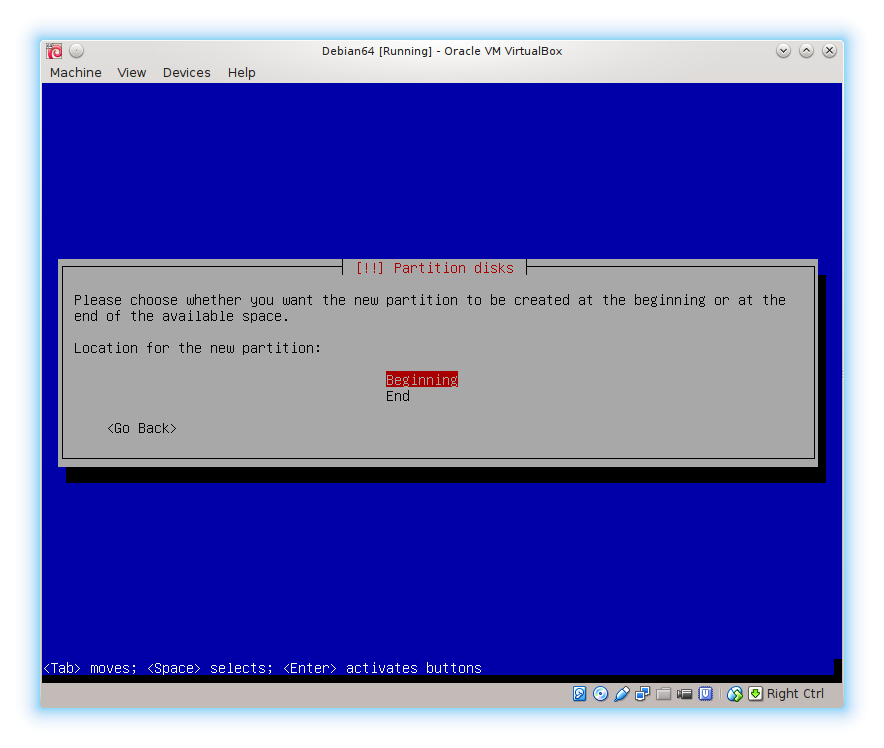 Debian64 [Running] - Oracle VM VirtualBox
Machine View Devices Help
[!!] Partition disks
Please choose whether you want the new partition to be created at the beginning or at the
end of the available space.
Location for the new partition:
Beginning
End
<Go Back>
<Tab> moves; <Space> selects; <Enter> activates buttons
Right Ctrl